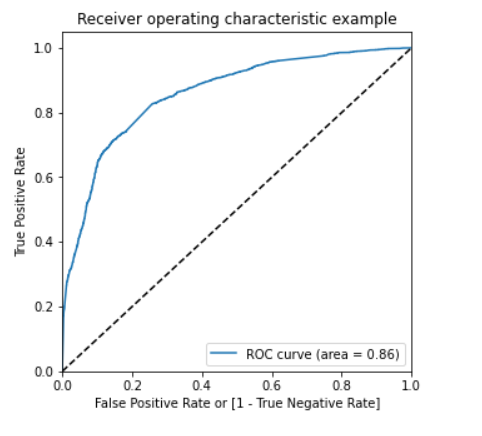 Receiver operating characteristic example
1.0
0.8
0.6
0.4
0.2
0.0
True Positive Rate
ROC curve (area = 0.86)
0.0 0.2 0.4 0.6 0.8 1.0
False Positive Rate or [1 - True Negative Rate]